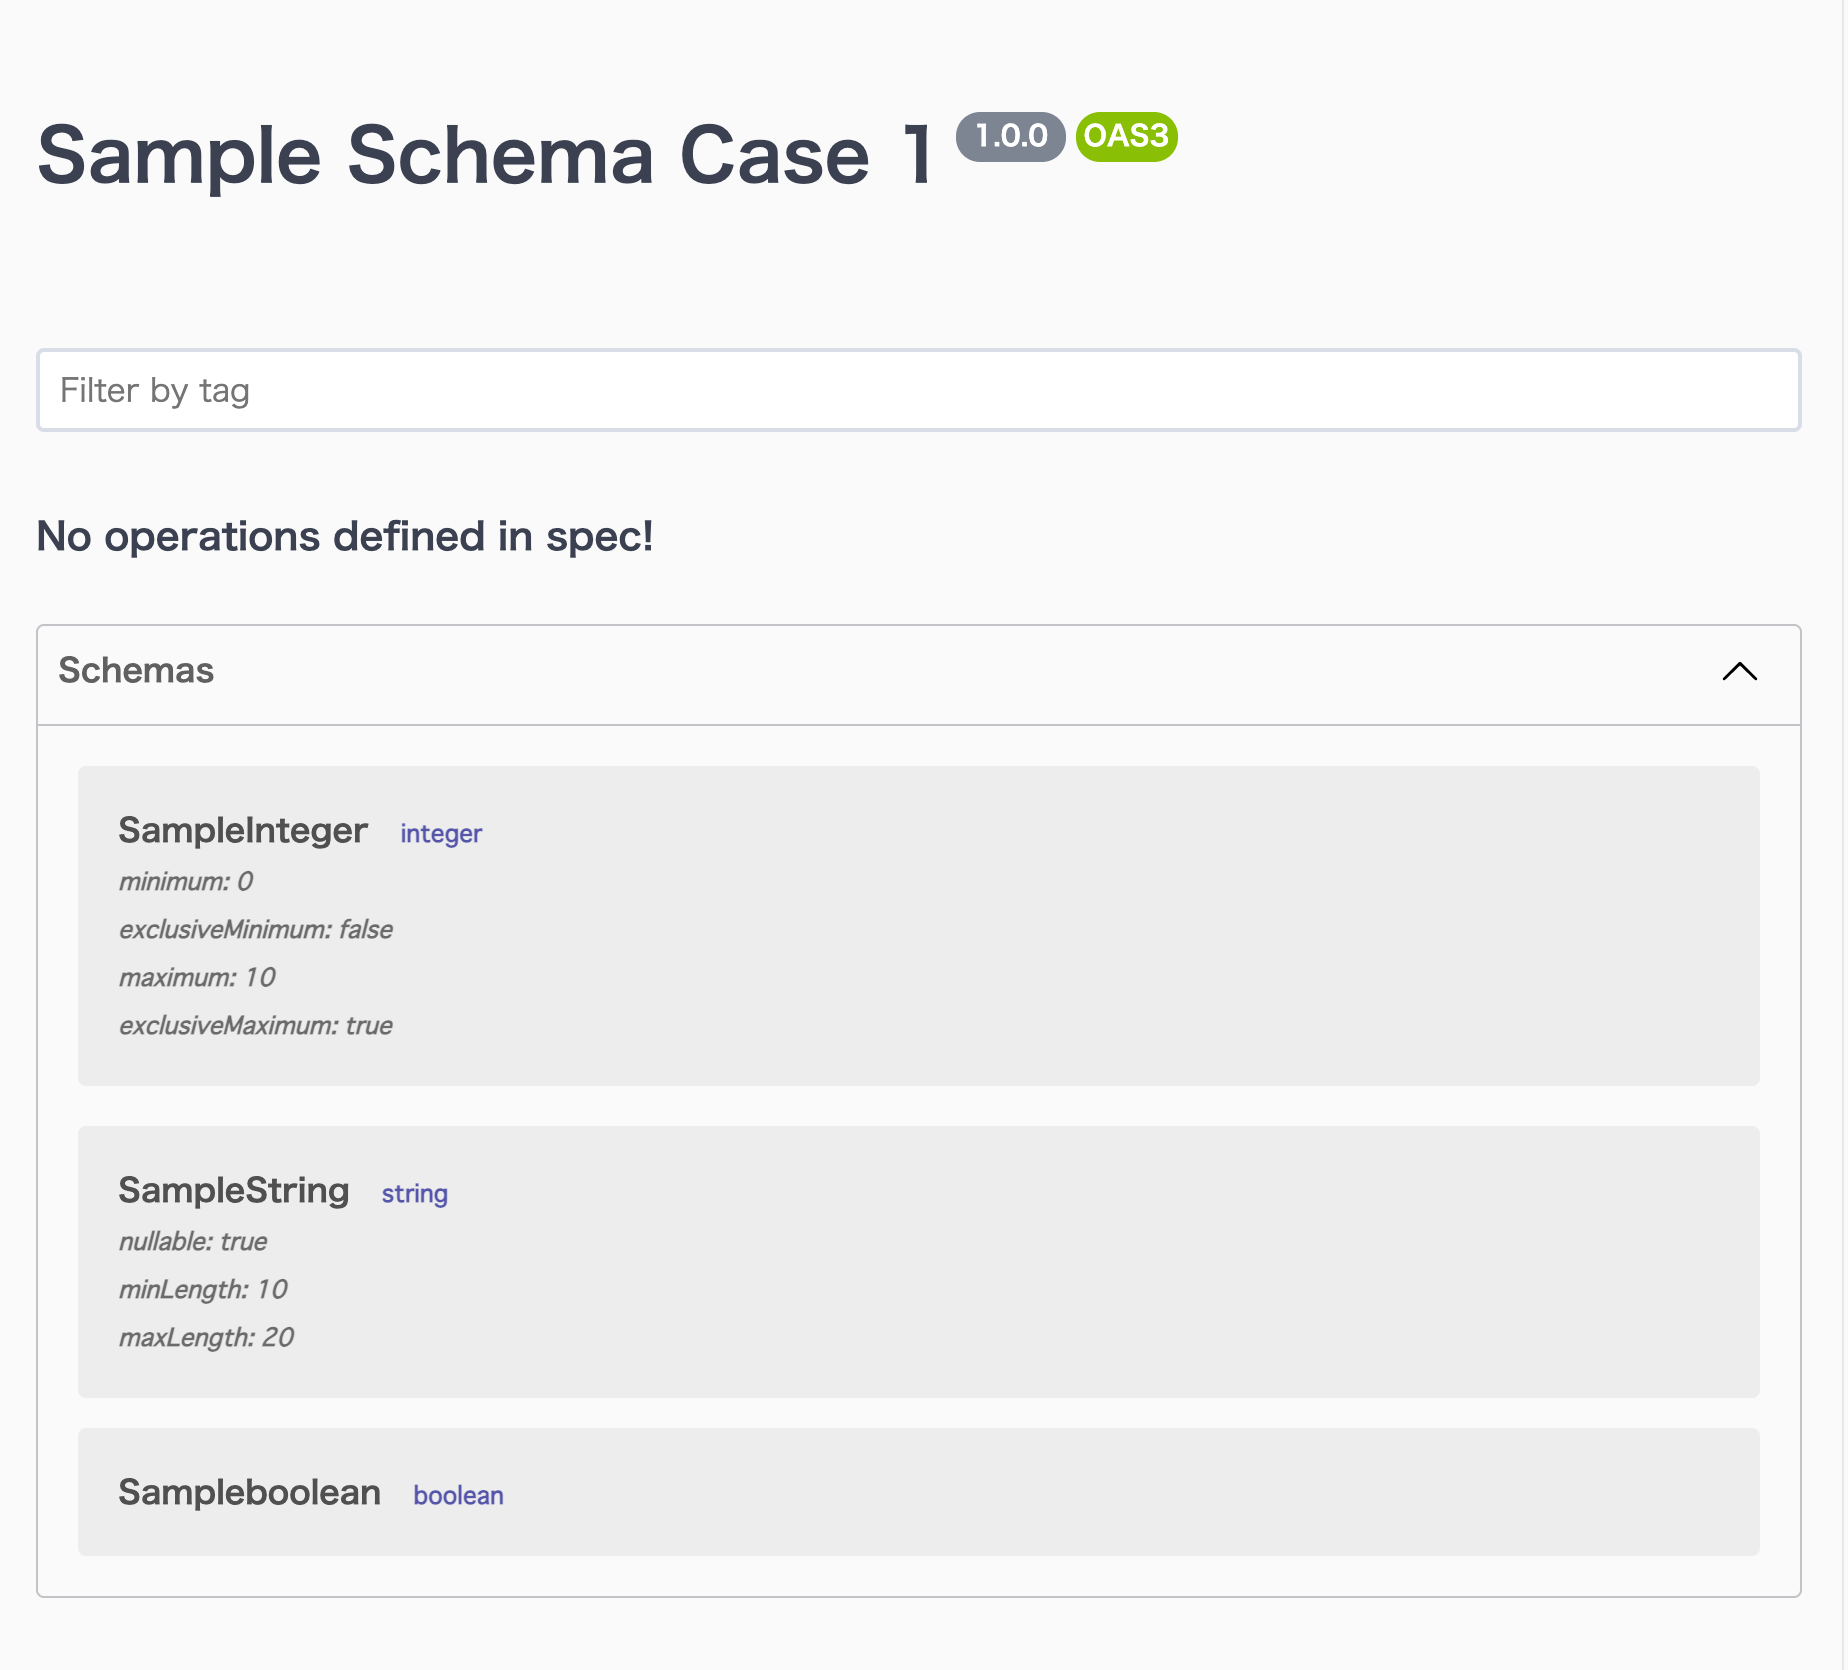 Sample Schema Case 1 1.0.0 OAS3
Filter by tag
No operations defined in spec!
Schemas
SampleInteger integer
minimum: 0
exclusiveMinimum: false
maximum: 10
exclusiveMaximum: true
SampleString string
nullable: true
minLength: 10
maxLength: 20
Sampleboolean boolean